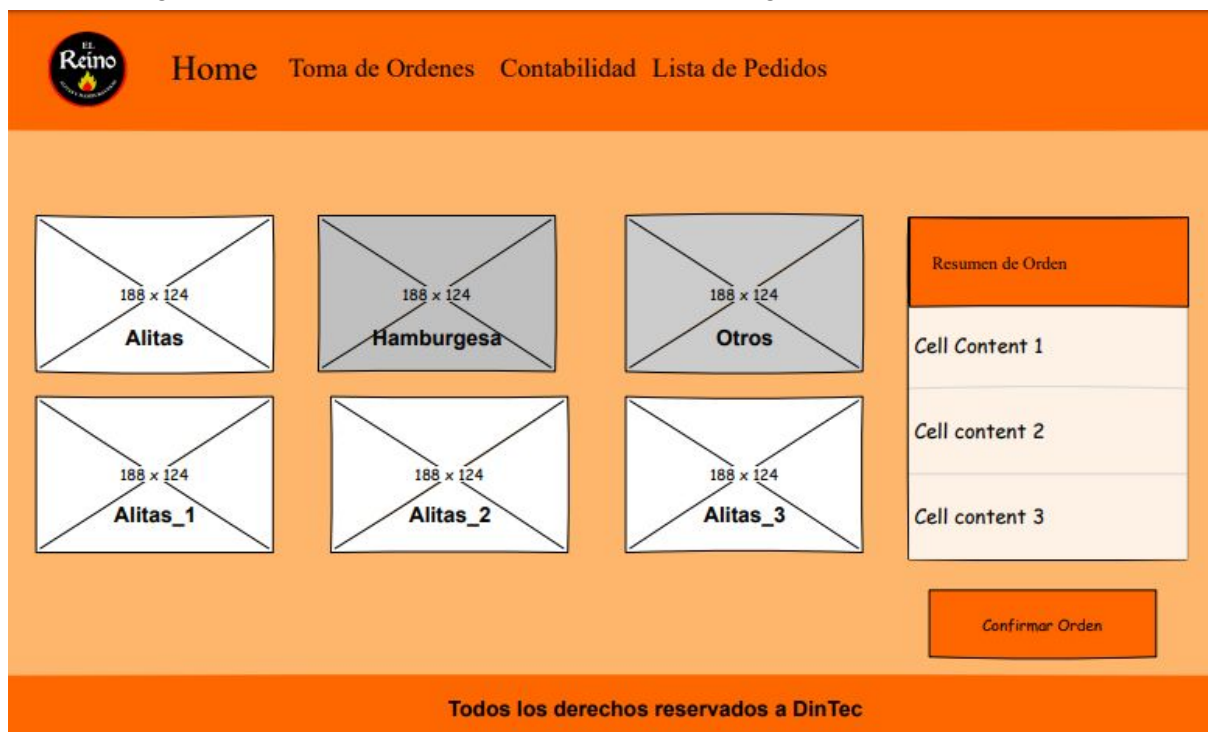 EL
Reino
Home Toma de Ordenes Contabilidad Lista de Pedidos
188 x 124
Alitas
188 x 124
Hamburgesa
188 x 124
Otros
Resumen de Orden
Cell Content 1
Cell content 2
Cell content 3
188 x 124
Alitas_1
188 x 124
Alitas_2
188 x 124
Alitas_3
Confirmar Orden
Todos los derechos reservados a DinTec